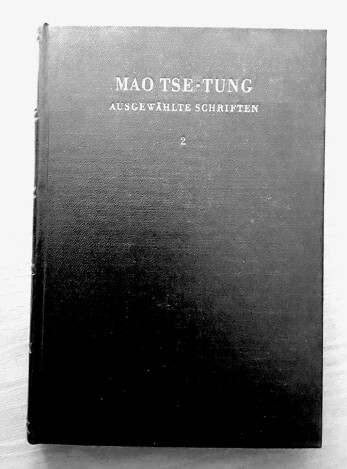 MAO TSE-TUNG
AUSGEWÄHLTE SCHRIFTEN
2